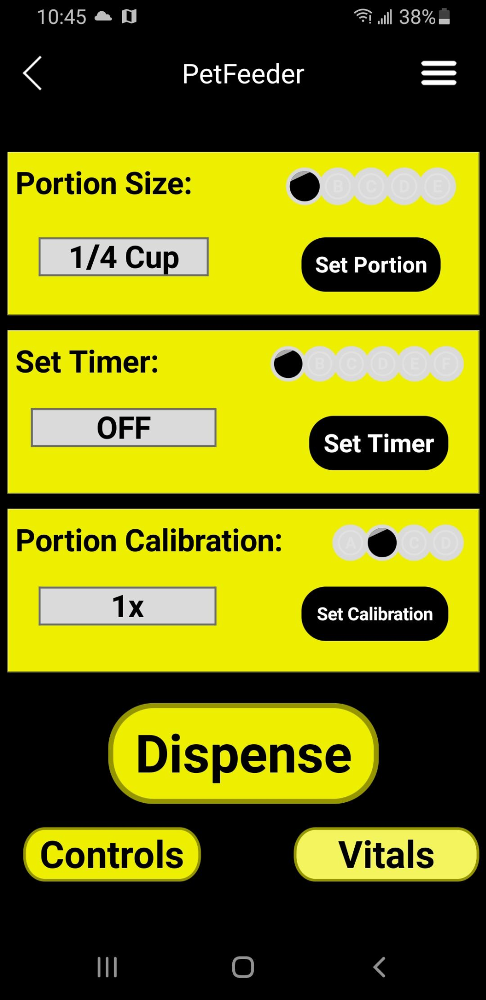 10:45 38%
PetFeeder
Portion Size: B C D E
1/4 Cup Set Portion
Set Timer: B C D E F
OFF Set Timer
Portion Calibration: A C D
1x Set Calibration
Dispense
Controls Vitals